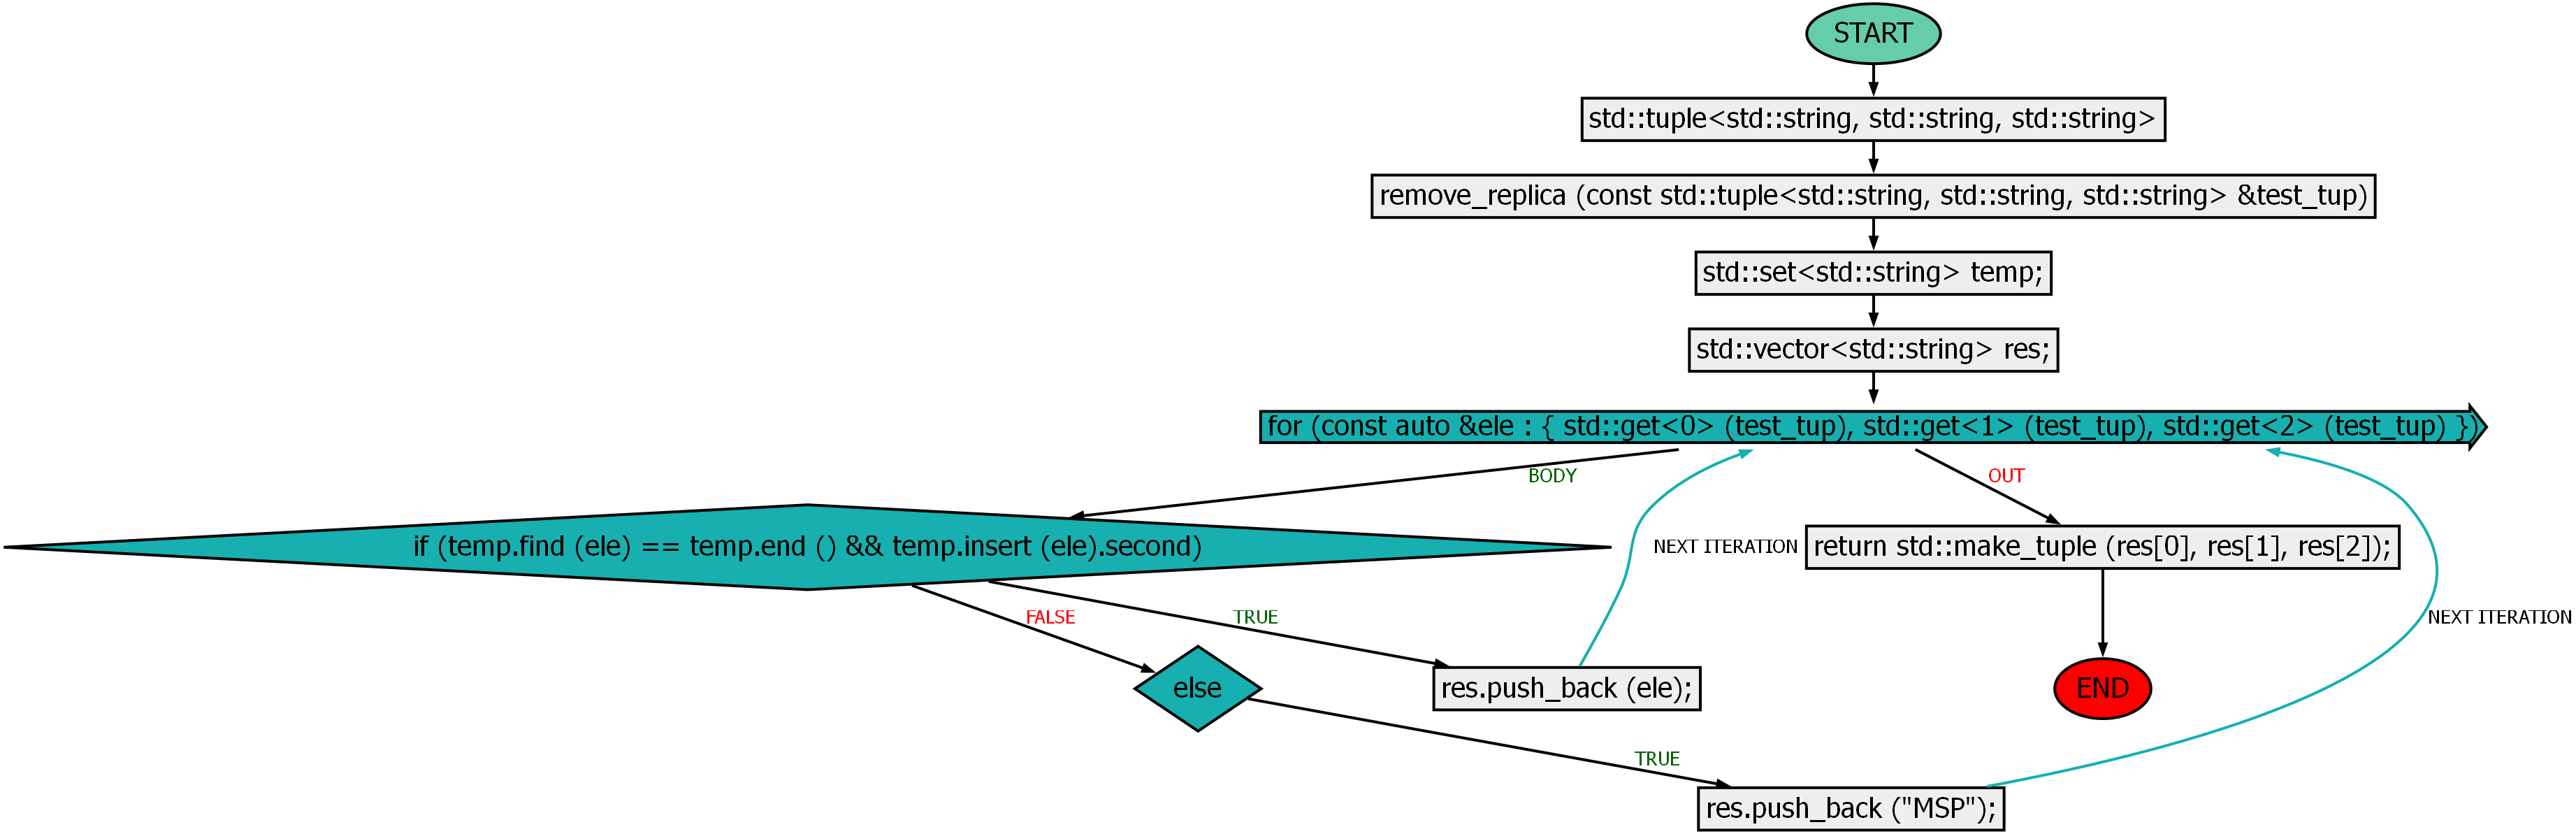 START
std::tuple<std::string, std::string, std::string>
remove_replica (const std::tuple<std::string, std::string, std::string> &test_tup)
std::set<std::string> temp;
std::vector<std::string> res;
for (const auto &ele : { std::get<0> (test_tup), std::get<1> (test_tup), std::get<2> (test_tup) })
BODY
OUT
if (temp.find (ele) == temp.end () && temp.insert (ele).second)
NEXT ITERATION
return std::make_tuple (res[0], res[1], res[2]);
FALSE
TRUE
NEXT ITERATION
else
res.push_back (ele);
END
TRUE
res.push_back ("MSP");